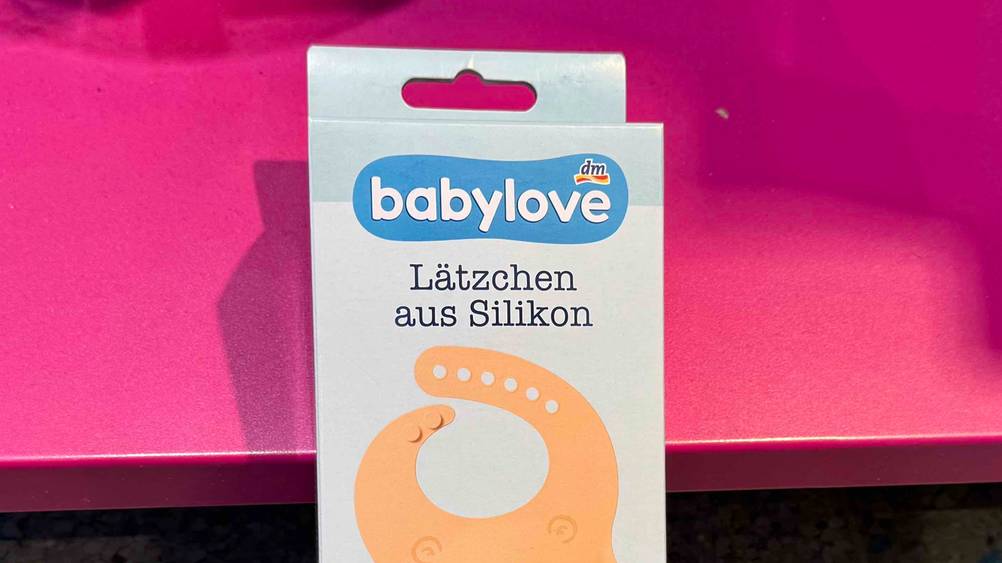 dm
babylove
Lätzchen
aus Silikon